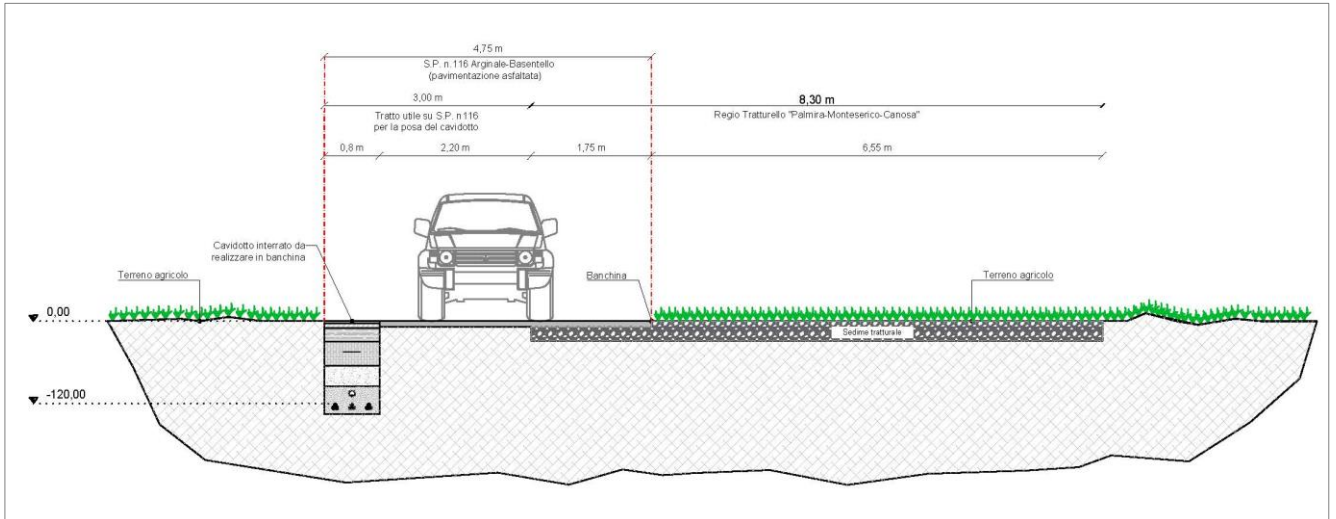 4,75 m
S.P. n.116 Arginale-Basentello
(pavimentazione asfaltata)
3,00 m
8,30 m
Tratto utile su S.P. n116
per la posa del cavidotto
Regio Tratturello "Palmira-Monteserico-Canosa"
0,8 m
2,20 m
1,75 m
6,55 m
Cavidotto interrato da
realizzare in banchina
Terreno agricolo
Banchina
Terreno agricolo
0,00
Sedime tratturale
-120,00